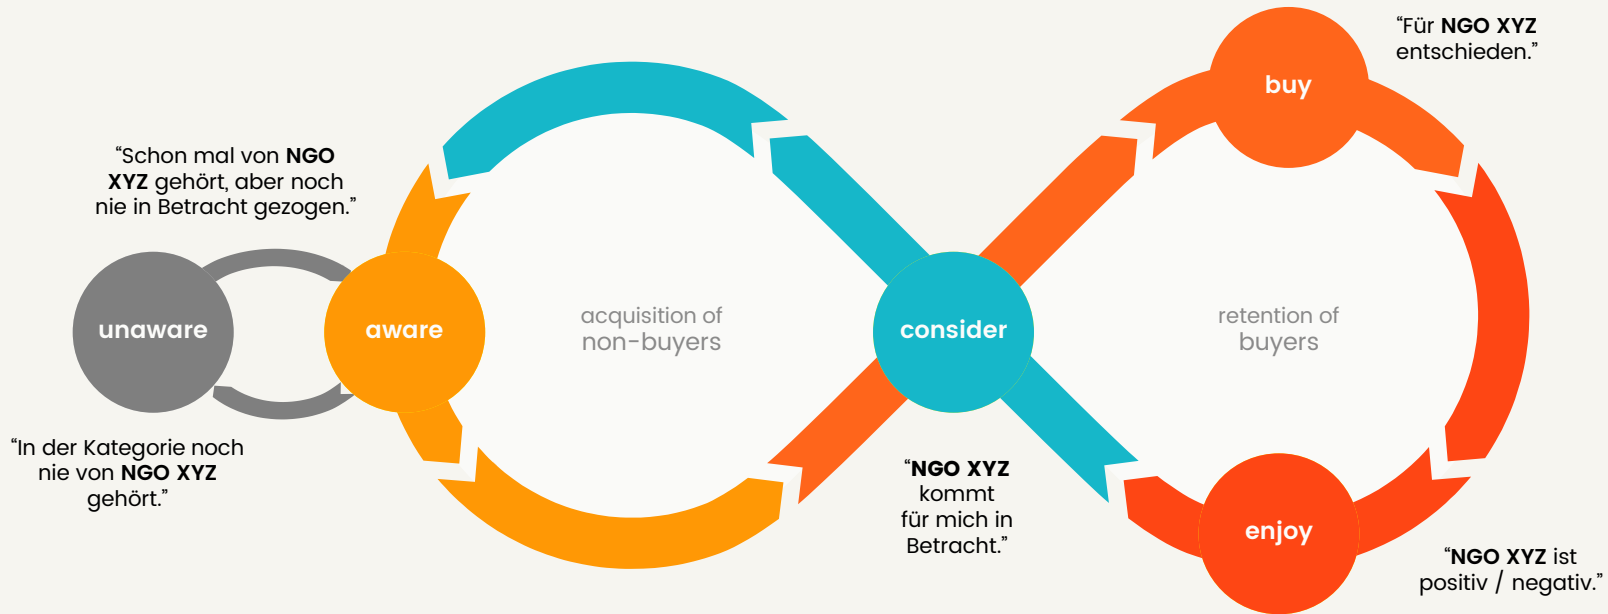 “Für NGO XYZ
entschieden.”
buy
“Schon mal von NGO
XYZ gehört, aber noch
nie in Betracht gezogen.”
unaware
aware
acquisition of
non-buyers
consider
retention of
buyers
“In der Kategorie noch
nie von NGO XYZ
gehört.”
“NGO XYZ
kommt
für mich in
Betracht.”
enjoy
“NGO XYZ ist
positiv / negativ.”